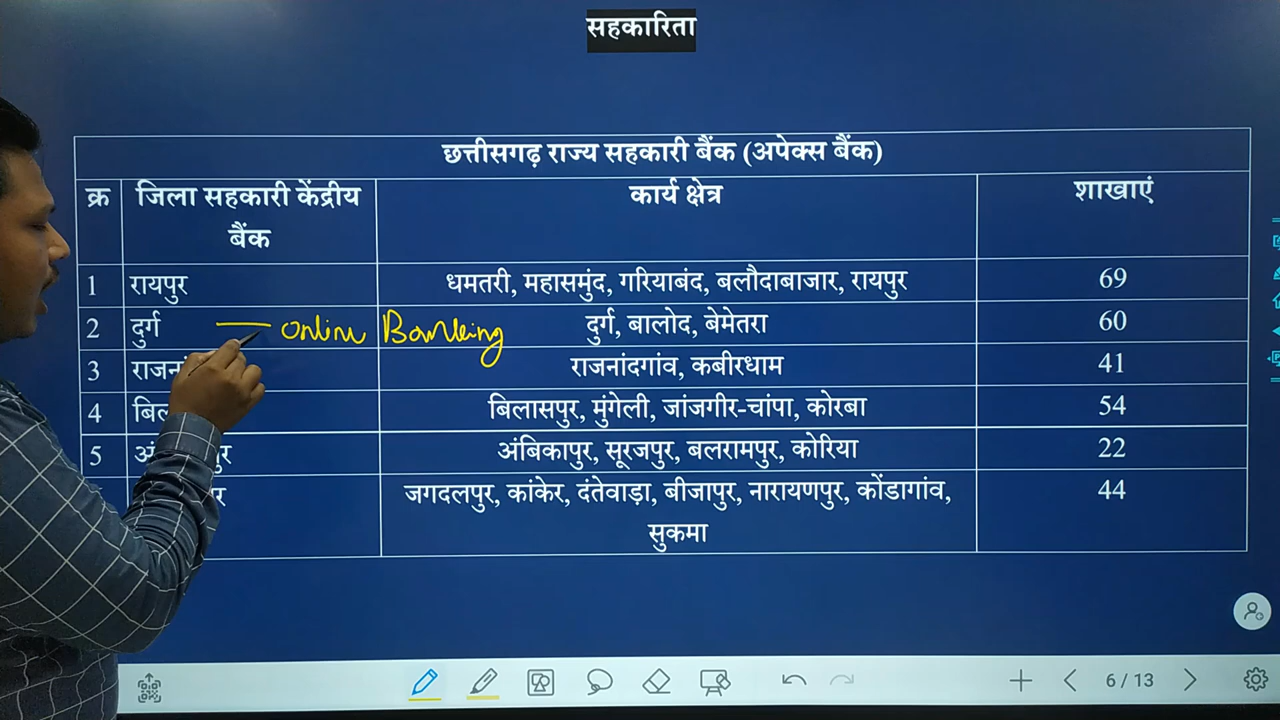 सहकारिता
छत्तीसगढ़ राज्य सहकारी बैंक (अपेक्स बैंक)
क्र जिला सहकारी केंद्रीय बैंक कार्य क्षेत्र शाखाएं
1 रायपुर धमतरी, महासमुंद, गरियाबंद, बलौदाबाजार, रायपुर 69
2 दुर्ग — online Banking दुर्ग, बालोद, बेमेतरा 60
3 राजनांदगांव, कबीरधाम 41
4 बिलासपुर, मुंगेली, जांजगीर-चांपा, कोरबा 54
5 अंबिकापुर, सूरजपुर, बलरामपुर, कोरिया 22
जगदलपुर, कांकेर, दंतेवाड़ा, बीजापुर, नारायणपुर, कोंडागांव, 44
सुकमा
6 / 13